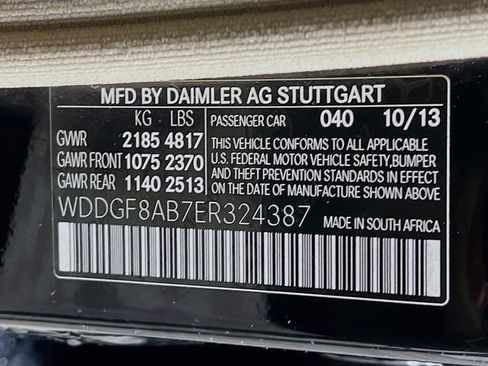 MFD BY DAIMLER AG STUTTGART
KG LBS PASSENGER CAR 040 10/13
GVWR 2185 4817
GAWR FRONT 1075 2370
GAWR REAR 1140 2513
THIS VEHICLE CONFORMS TO ALL APPLICABLE
U.S. FEDERAL MOTOR VEHICLE SAFETY, BUMPER
AND THEFT PREVENTION STANDARDS IN EFFECT
ON THE DATE OF MANUFACTURE SHOWN ABOVE
WDDGF8AB7ER324387 MADE IN SOUTH AFRICA